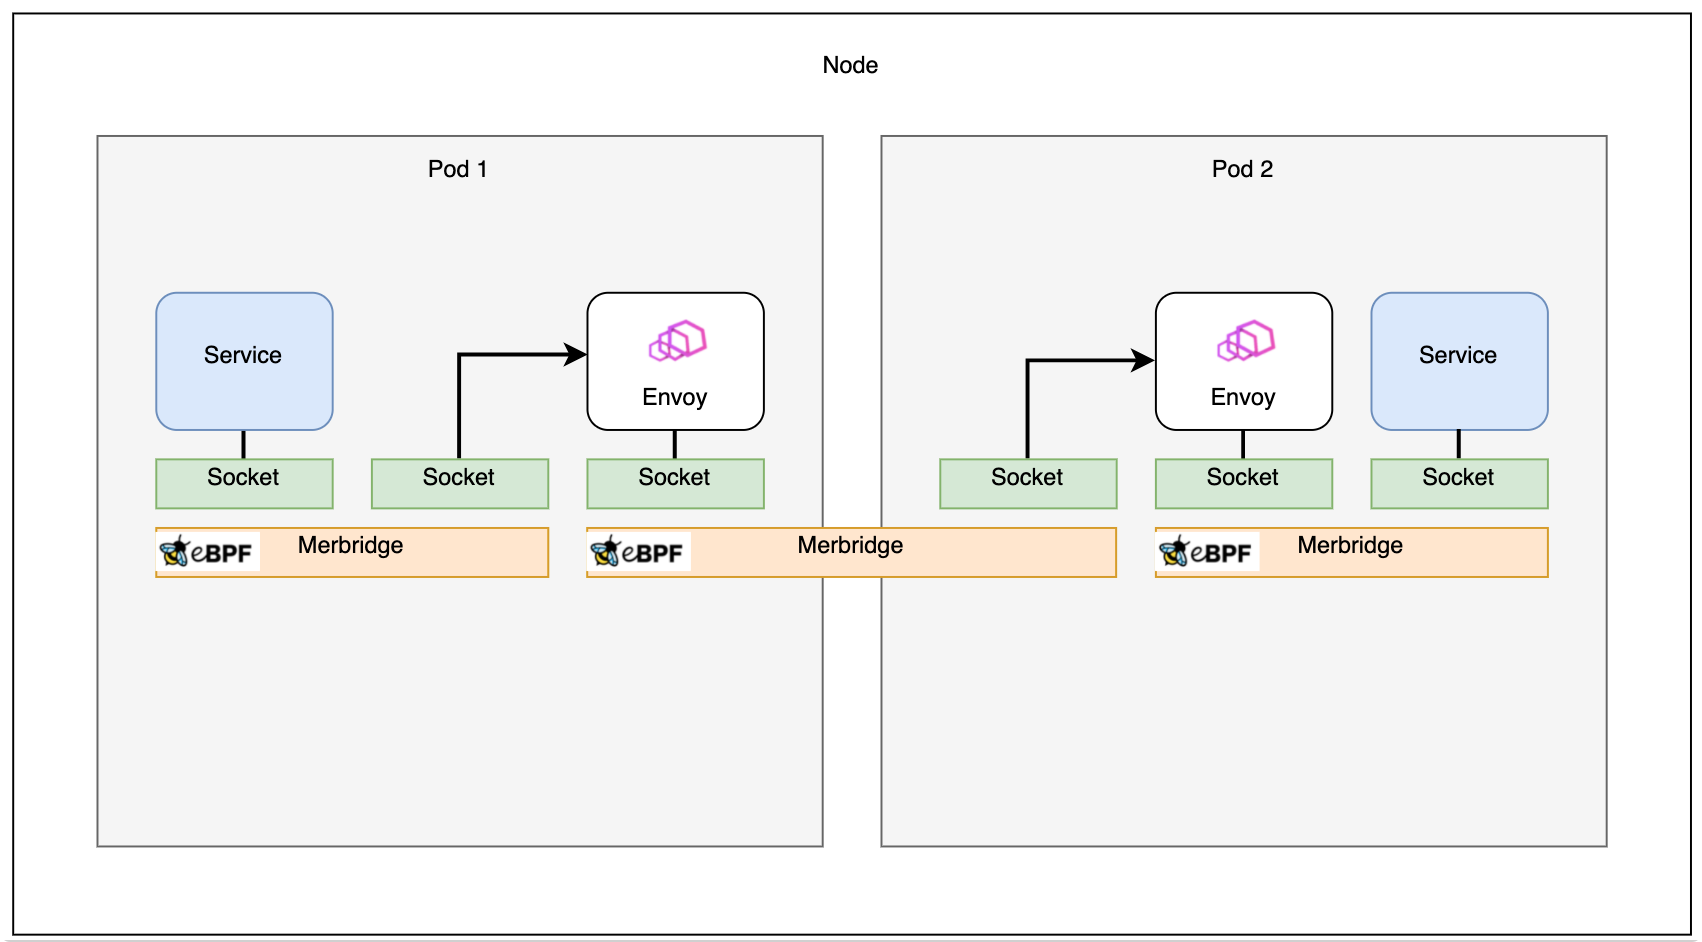 Node
Pod 1
Pod 2
Service
Envoy
Envoy
Service
Socket
Socket
Socket
Socket
Socket
Socket
eBPF
Merbridge
eBPF
Merbridge
eBPF
Merbridge